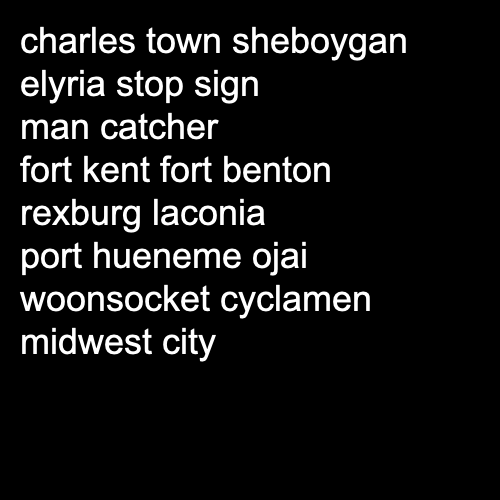 charles town sheboygan
elyria stop sign
man catcher
fort kent fort benton
rexburg laconia
port hueneme ojai
woonsocket cyclamen
midwest city